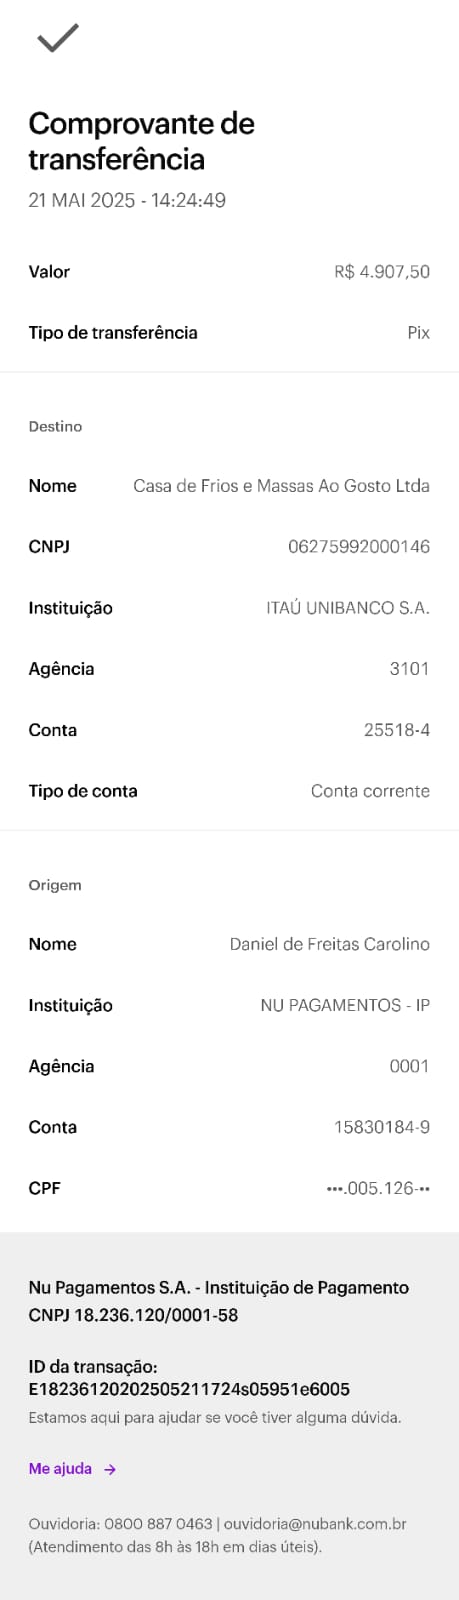 Comprovante de
transferência
21 MAI 2025 - 14:24:49
Valor R$ 4.907,50
Tipo de transferência Pix
Destino
Nome Casa de Frios e Massas Ao Gosto Ltda
CNPJ 06275992000146
Instituição ITAÚ UNIBANCO S.A.
Agência 3101
Conta 25518-4
Tipo de conta Conta corrente
Origem
Nome Daniel de Freitas Carolino
Instituição NU PAGAMENTOS - IP
Agência 0001
Conta 15830184-9
CPF •••.005.126-••
Nu Pagamentos S.A. - Instituição de Pagamento
CNPJ 18.236.120/0001-58
ID da transação:
E18236120202505211724s05951e6005
Estamos aqui para ajudar se você tiver alguma dúvida.
Me ajuda →
Ouvidoria: 0800 887 0463 | ouvidoria@nubank.com.br
(Atendimento das 8h às 18h em dias úteis).